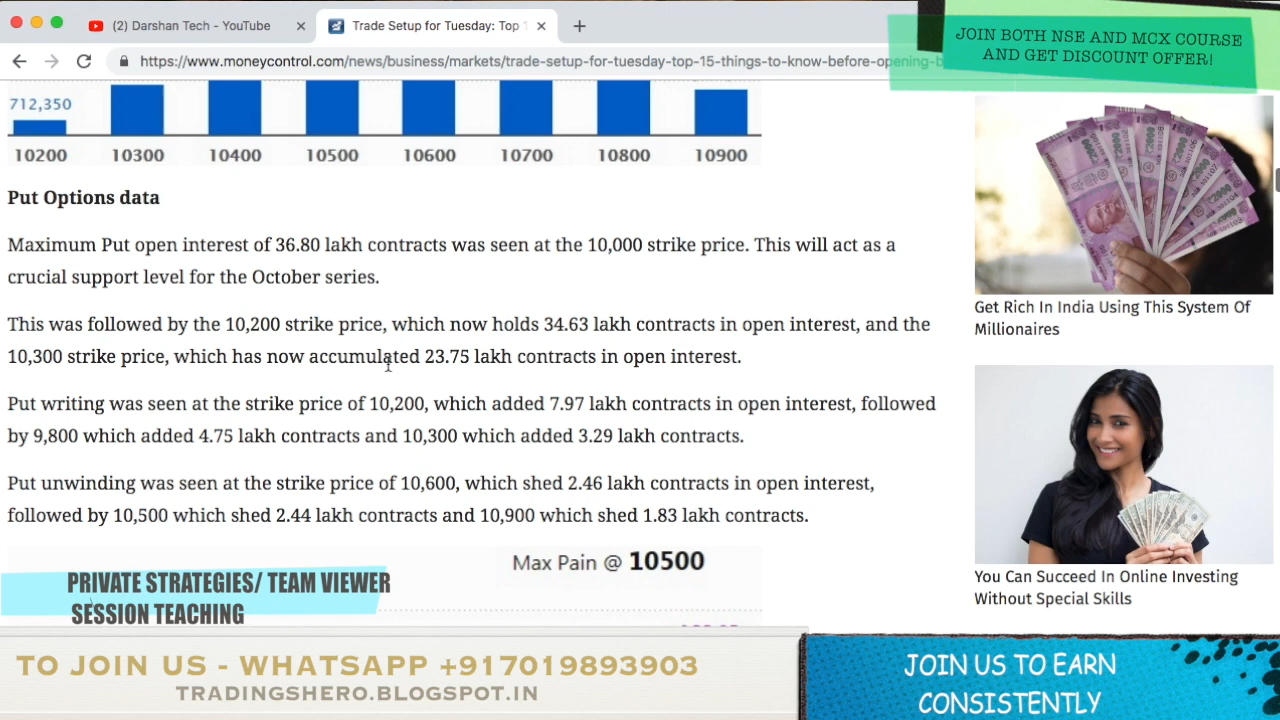 (2) Darshan Tech - YouTube
Trade Setup for Tuesday: Top 1
JOIN BOTH NSE AND MCX COURSE
AND GET DISCOUNT OFFER!
https://www.moneycontrol.com/news/business/markets/trade-setup-for-tuesday-top-15-things-to-know-before-opening-b
712,350
10200 10300 10400 10500 10600 10700 10800 10900
Put Options data
Maximum Put open interest of 36.80 lakh contracts was seen at the 10,000 strike price. This will act as a
crucial support level for the October series.
This was followed by the 10,200 strike price, which now holds 34.63 lakh contracts in open interest, and the
10,300 strike price, which has now accumulated 23.75 lakh contracts in open interest.
Put writing was seen at the strike price of 10,200, which added 7.97 lakh contracts in open interest, followed
by 9,800 which added 4.75 lakh contracts and 10,300 which added 3.29 lakh contracts.
Put unwinding was seen at the strike price of 10,600, which shed 2.46 lakh contracts in open interest,
followed by 10,500 which shed 2.44 lakh contracts and 10,900 which shed 1.83 lakh contracts.
Max Pain @ 10500
Get Rich In India Using This System Of
Millionaires
You Can Succeed In Online Investing
Without Special Skills
PRIVATE STRATEGIES/ TEAM VIEWER
SESSION TEACHING
TO JOIN US - WHATSAPP +917019893903
TRADINGSHERO.BLOGSPOT.IN
JOIN US TO EARN
CONSISTENTLY